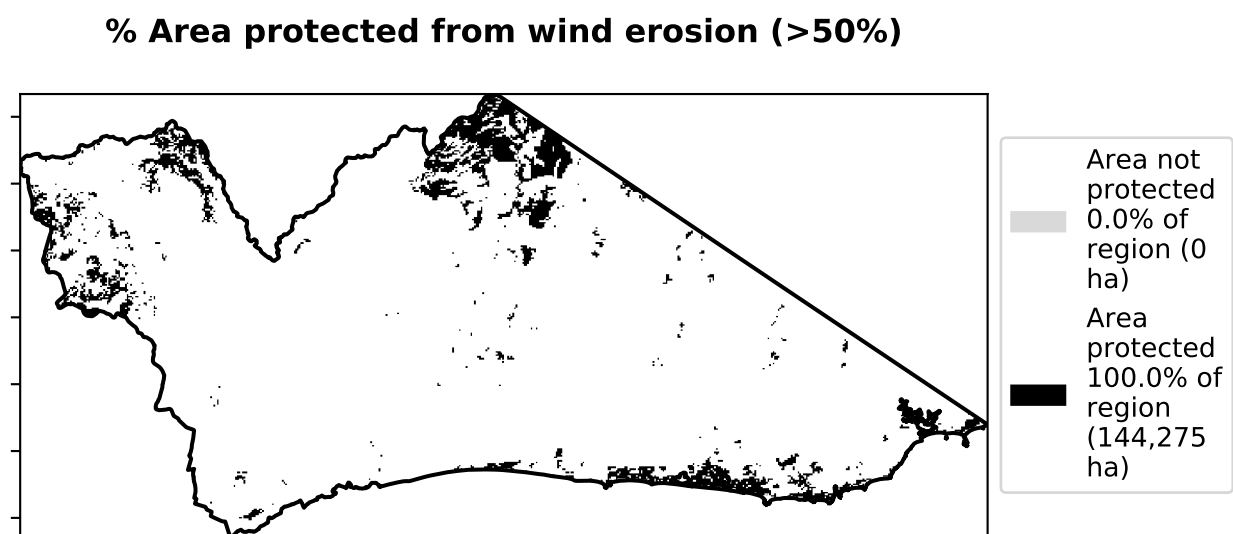 % Area protected from wind erosion (>50%)
Area not
protected
0.0% of
region (0
ha)
Area
protected
100.0% of
region
(144,275
ha)